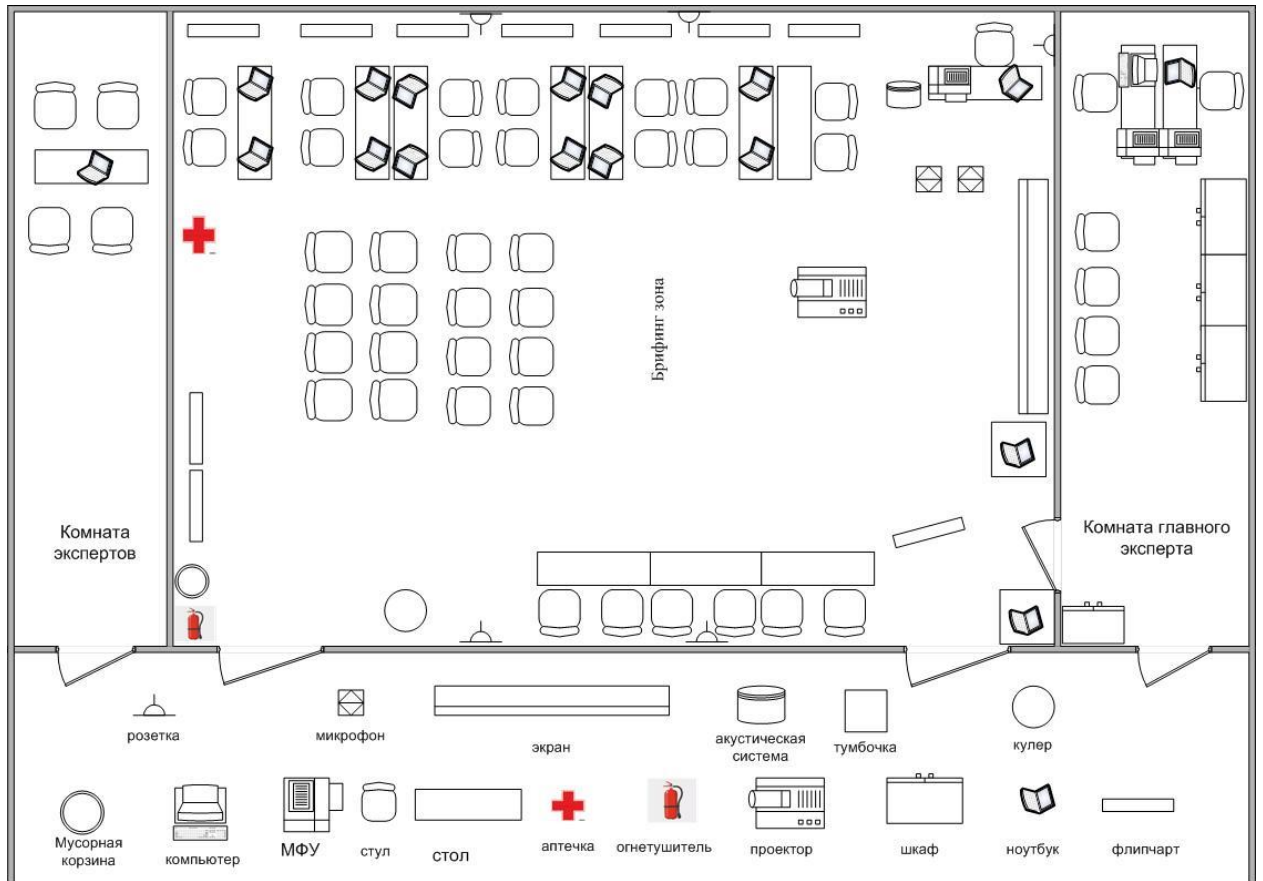 Брифинг зона
Комната
экспертов
Комната главного
эксперта
розетка
микрофон
экран
акустическая
система
тумбочка
кулер
Мусорная
корзина
компьютер
МФУ
стул
стол
аптечка
огнетушитель
проектор
шкаф
ноутбук
флипчарт